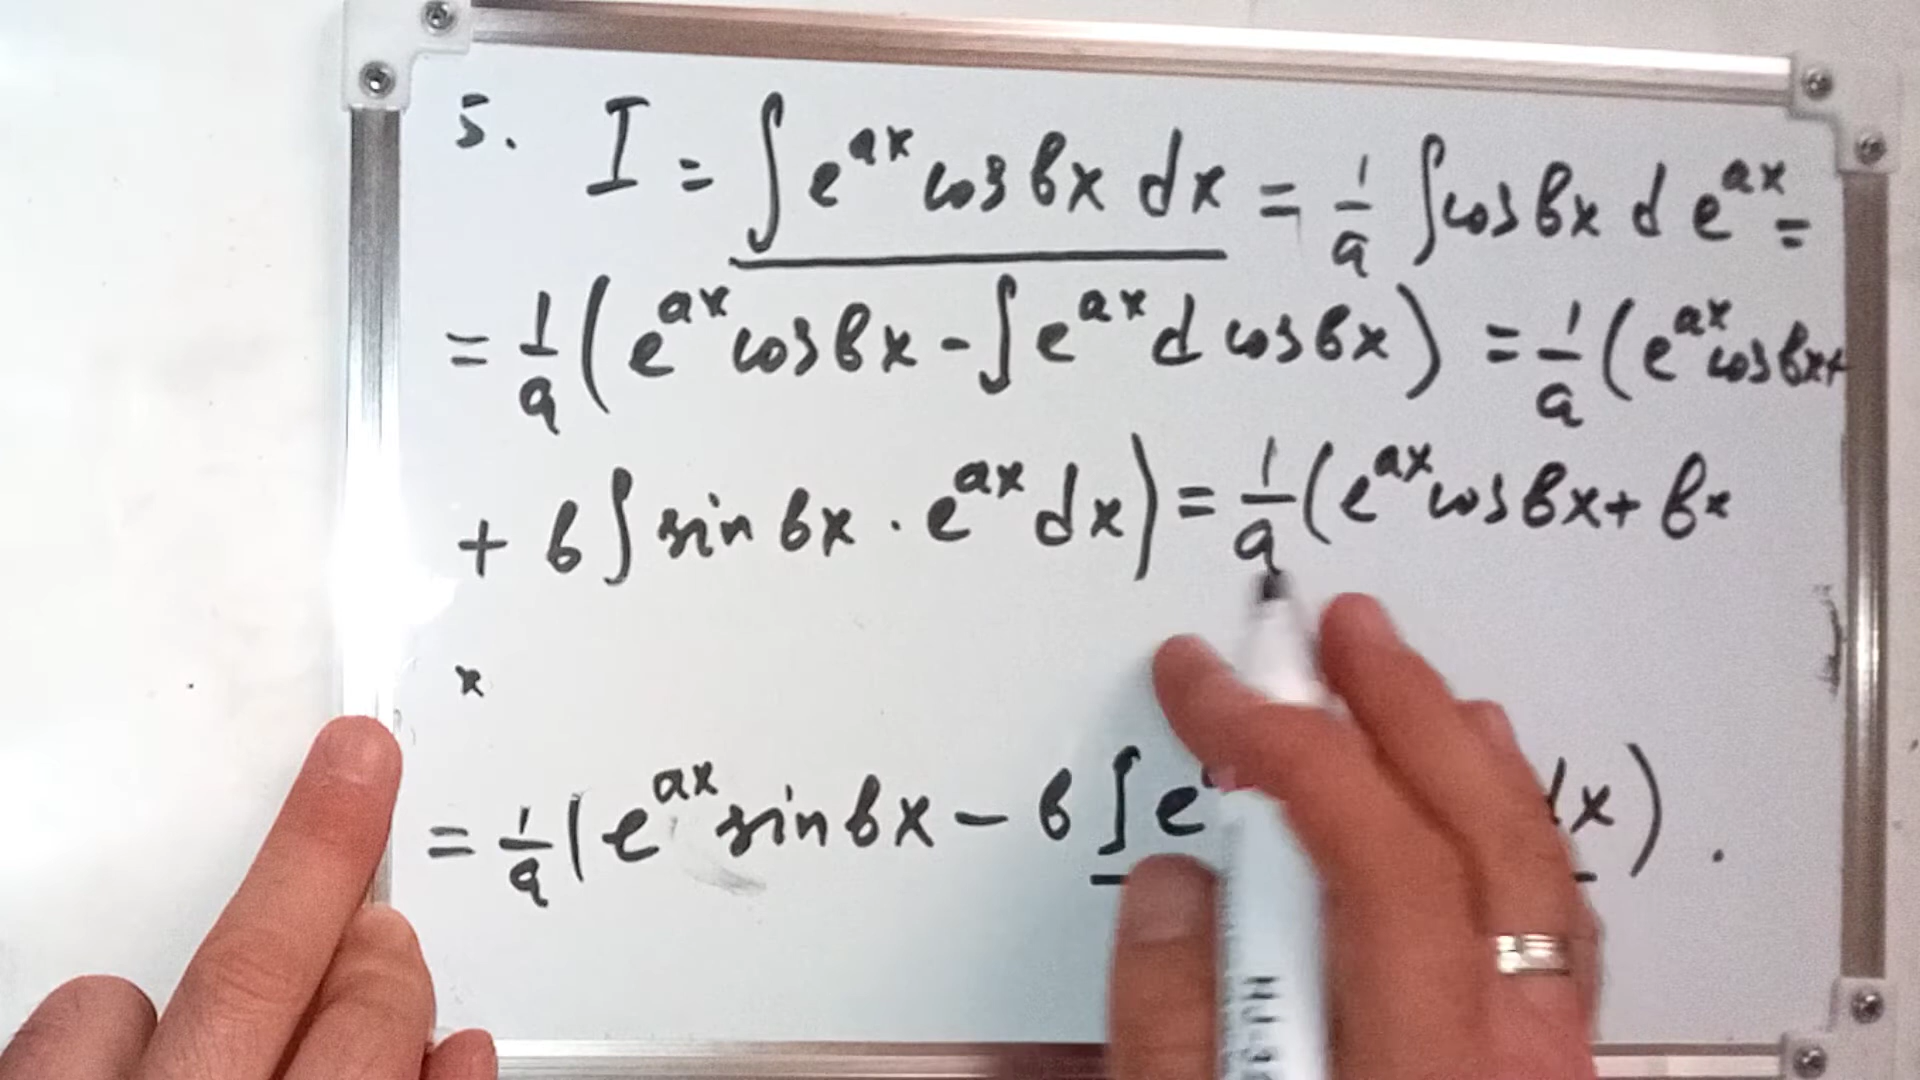 5. I = ∫ e^{ax} cos bx dx = 1/a ∫ cos bx d e^{ax} =
= 1/a ( e^{ax} cos bx - ∫ e^{ax} d cos bx ) = 1/a ( e^{ax} cos bx +
+ b ∫ sin bx · e^{ax} dx ) = 1/a ( e^{ax} cos bx + b ×
×
= 1/a ( e^{ax} sin bx - b ∫ e dx ) .